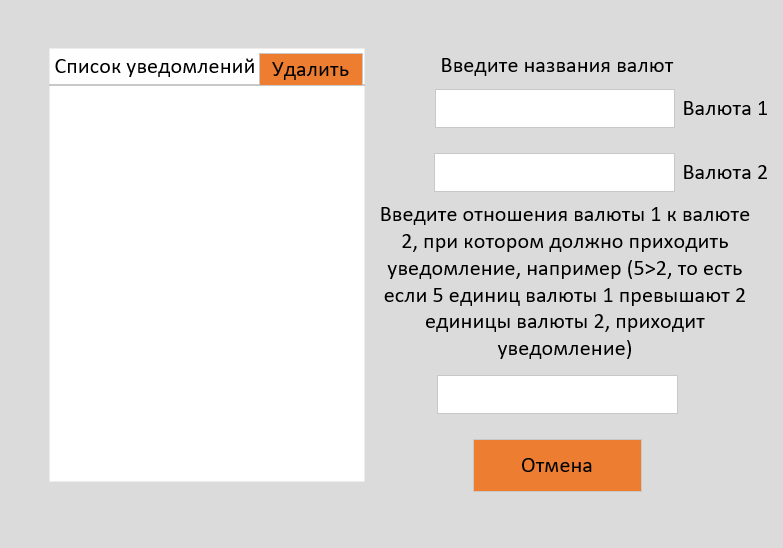 Список уведомлений
Удалить
Введите названия валют
Валюта 1
Валюта 2
Введите отношения валюты 1 к валюте
2, при котором должно приходить
уведомление, например (5>2, то есть
если 5 единиц валюты 1 превышают 2
единицы валюты 2, приходит
уведомление)
Отмена